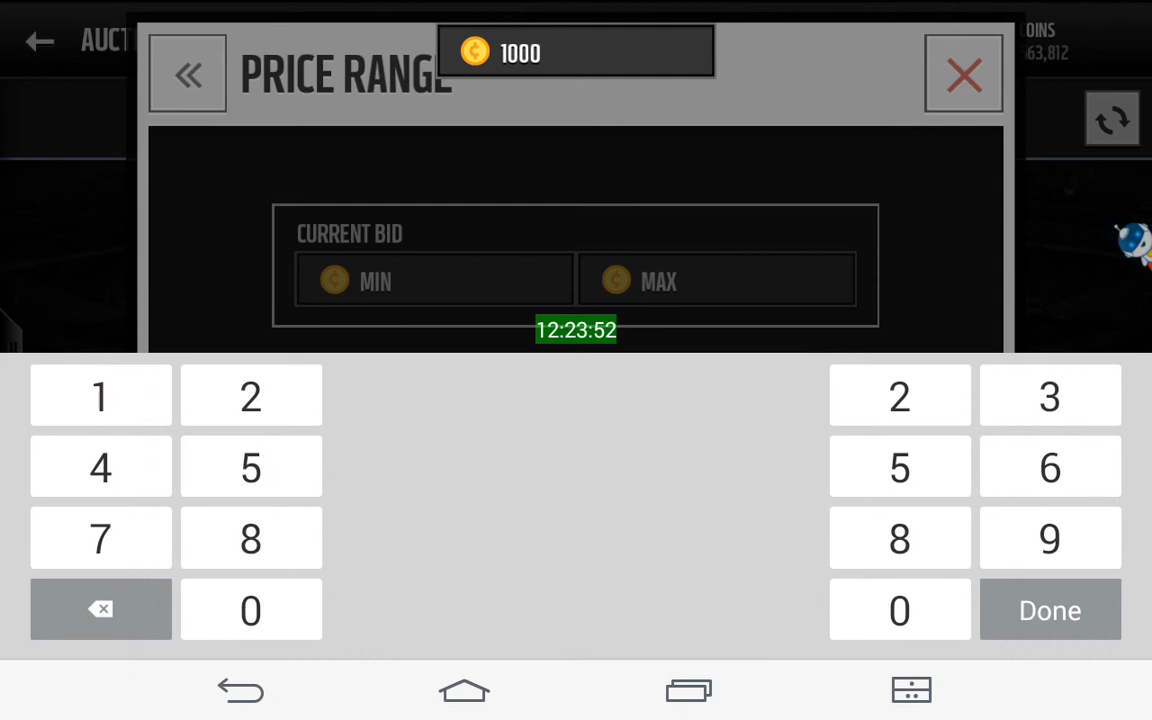 AUCT
1000
OINS
PRICE RANGE
63,812
CURRENT BID
MIN MAX
12:23:52
1 2 2 3
4 5 5 6
7 8 8 9
0 0 Done